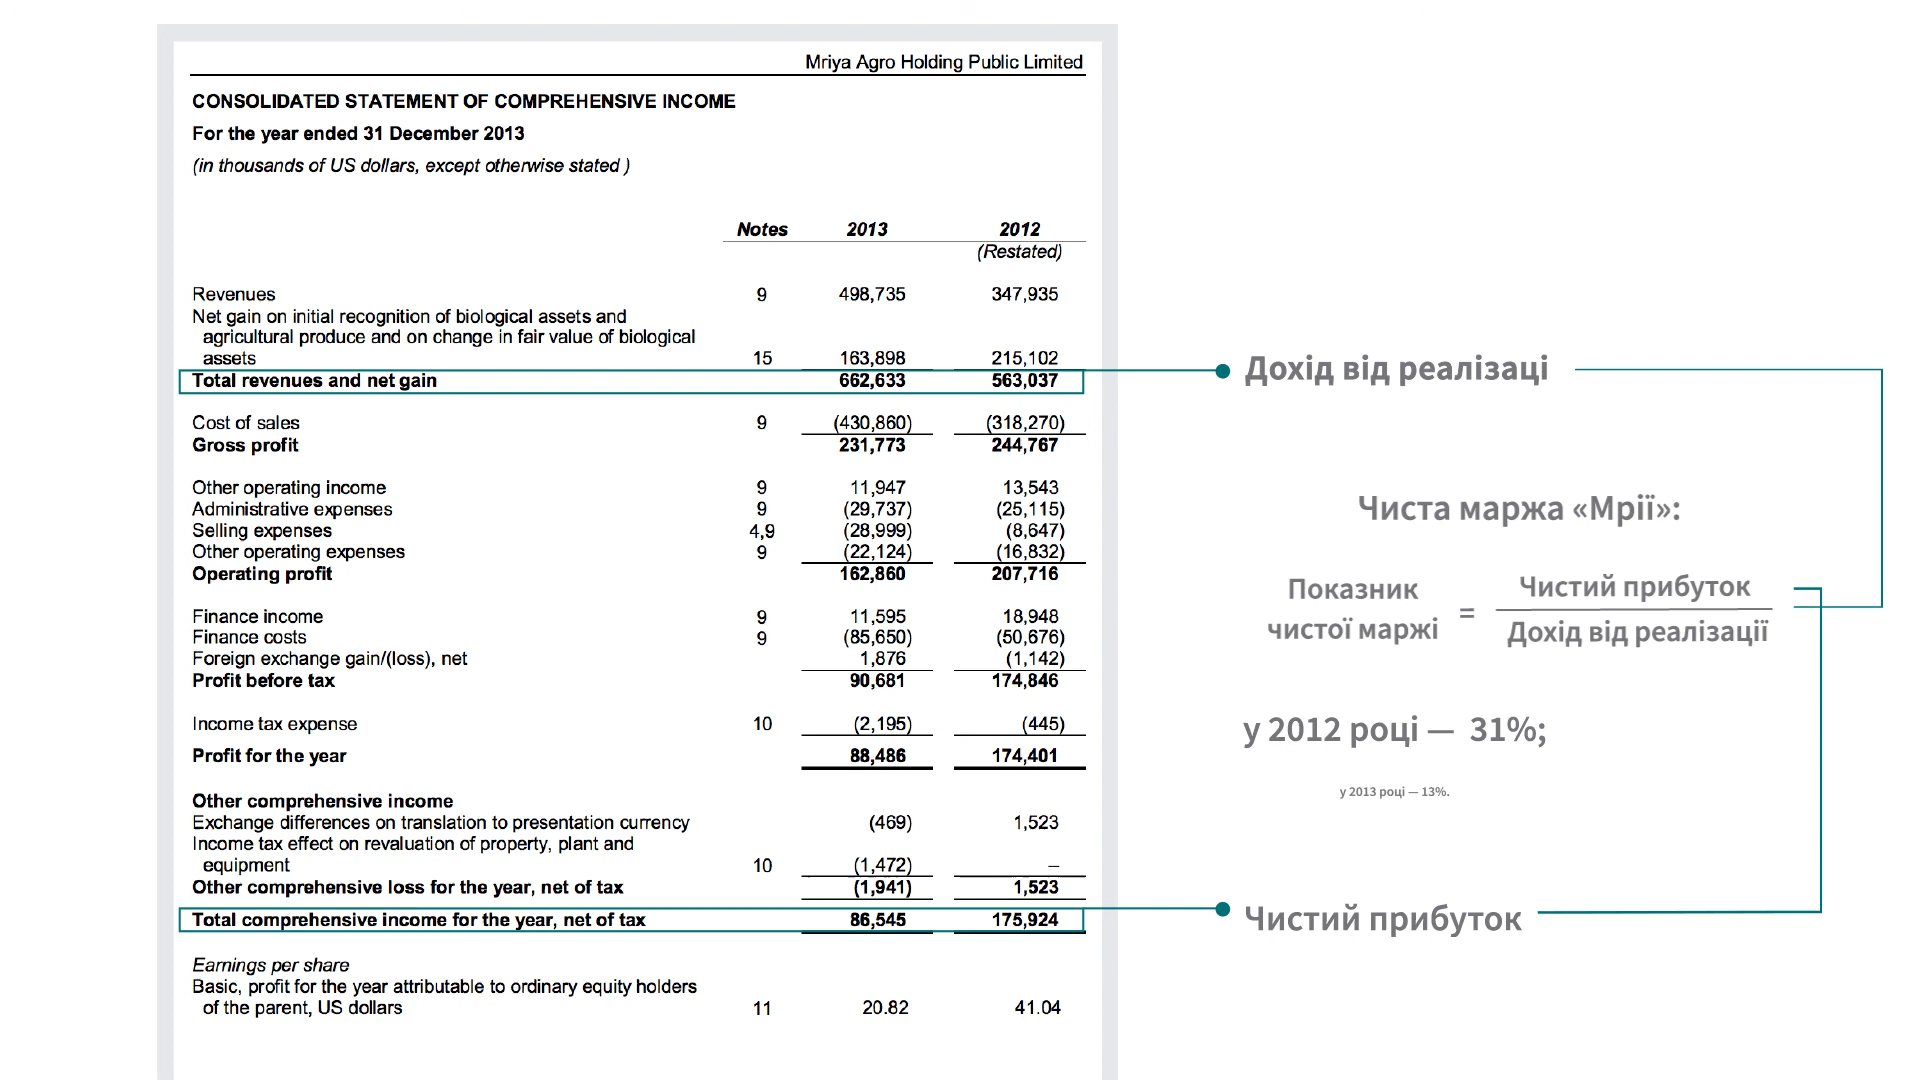 Mriya Agro Holding Public Limited
CONSOLIDATED STATEMENT OF COMPREHENSIVE INCOME
For the year ended 31 December 2013
(in thousands of US dollars, except otherwise stated )
Notes 2013 2012
(Restated)
Revenues 9 498,735 347,935
Net gain on initial recognition of biological assets and
agricultural produce and on change in fair value of biological
assets 15 163,898 215,102
Total revenues and net gain 662,633 563,037
Cost of sales 9 (430,860) (318,270)
Gross profit 231,773 244,767
Other operating income 9 11,947 13,543
Administrative expenses 9 (29,737) (25,115)
Selling expenses 4,9 (28,999) (8,647)
Other operating expenses 9 (22,124) (16,832)
Operating profit 162,860 207,716
Finance income 9 11,595 18,948
Finance costs 9 (85,650) (50,676)
Foreign exchange gain/(loss), net 1,876 (1,142)
Profit before tax 90,681 174,846
Income tax expense 10 (2,195) (445)
Profit for the year 88,486 174,401
Other comprehensive income
Exchange differences on translation to presentation currency (469) 1,523
Income tax effect on revaluation of property, plant and
equipment 10 (1,472) –
Other comprehensive loss for the year, net of tax (1,941) 1,523
Total comprehensive income for the year, net of tax 86,545 175,924
Earnings per share
Basic, profit for the year attributable to ordinary equity holders
of the parent, US dollars 11 20.82 41.04
Дохід від реалізаці
Чиста маржа «Мрії»:
Показник
чистої маржі
=
Чистий прибуток
Дохід від реалізації
у 2012 році — 31%;
у 2013 році — 13%.
Чистий прибуток